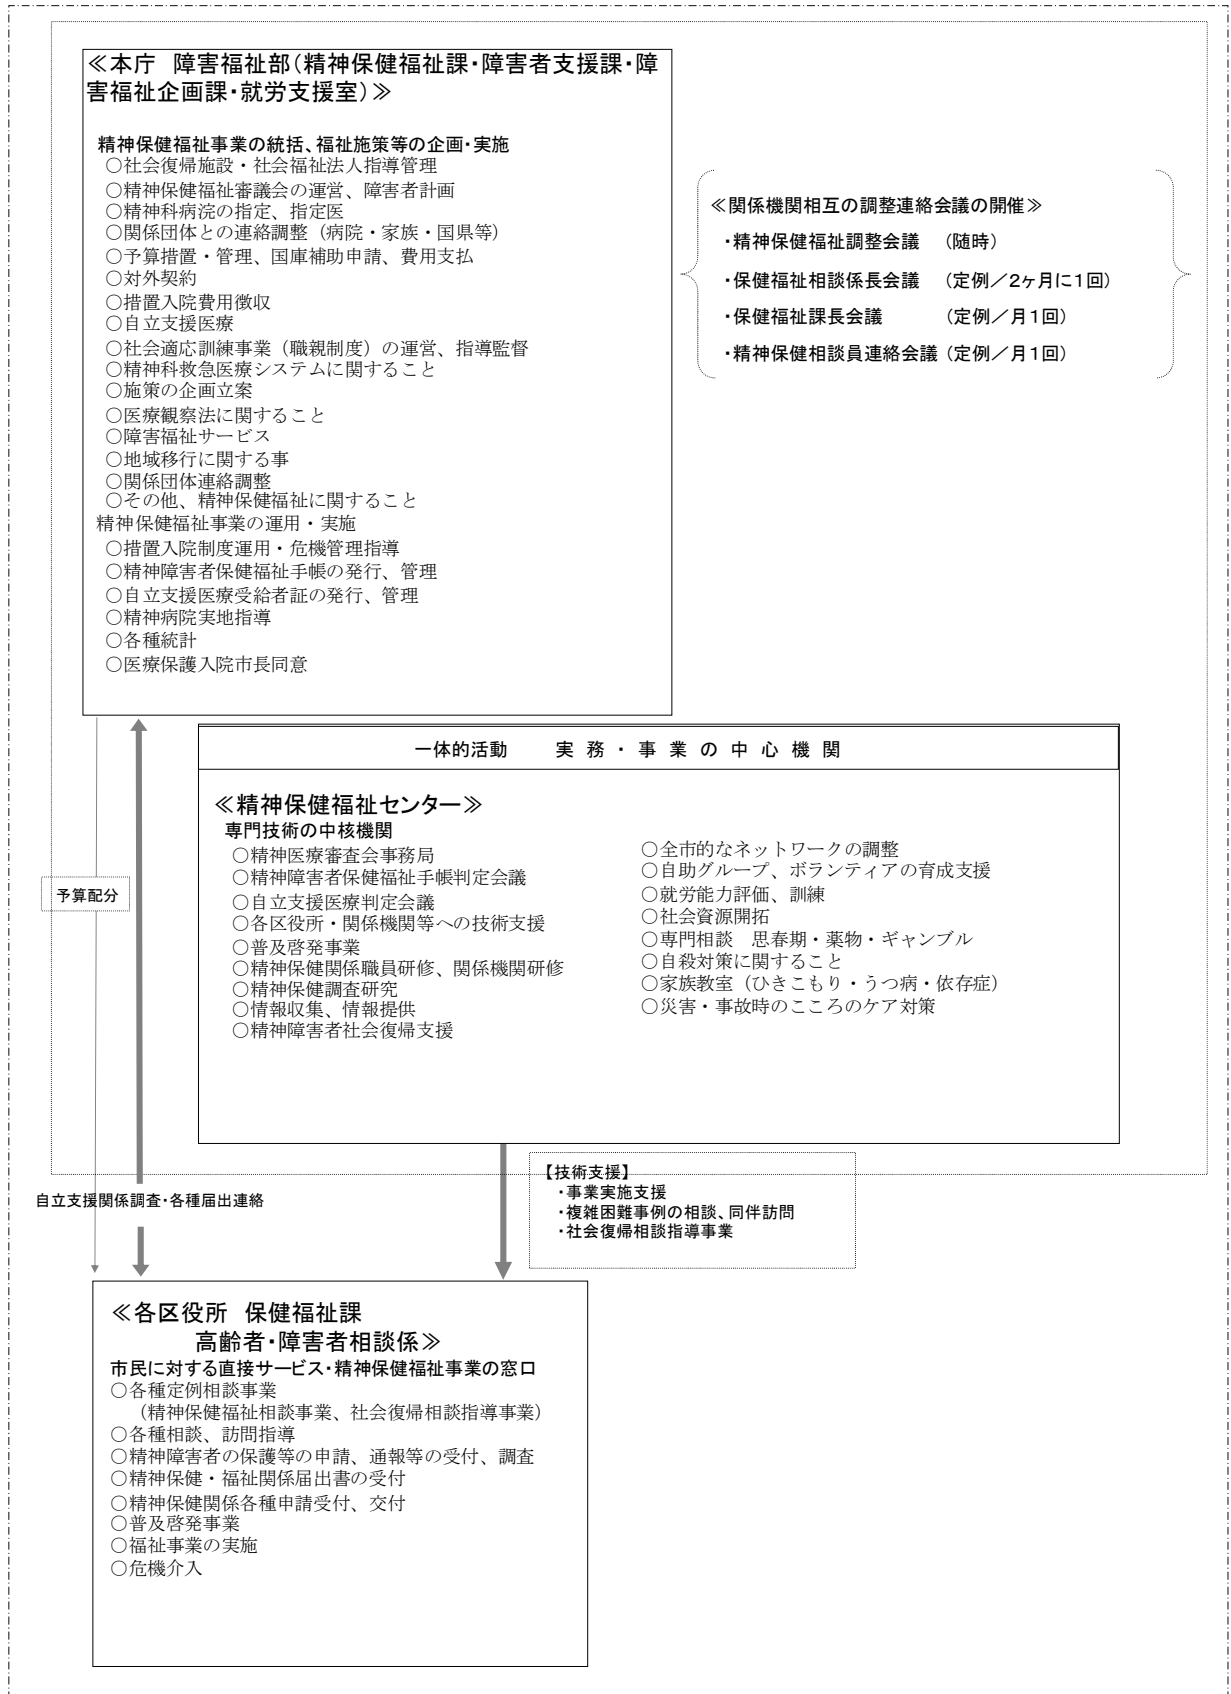 ≪本庁　障害福祉部(精神保健福祉課・障害者支援課・障
害福祉企画課・就労支援室)≫
精神保健福祉事業の統括、福祉施策等の企画・実施
○社会復帰施設・社会福祉法人指導管理
○精神保健福祉審議会の運営、障害者計画
○精神科病院の指定、指定医
○関係団体との連絡調整（病院・家族・国県等）
○予算措置・管理、国庫補助申請、費用支払
○対外契約
○措置入院費用徴収
○自立支援医療
○社会適応訓練事業（職親制度）の運営、指導監督
○精神科救急医療システムに関すること
○施策の企画立案
○医療観察法に関すること
○障害福祉サービス
○地域移行に関する事
○関係団体連絡調整
○その他、精神保健福祉に関すること
精神保健福祉事業の運用・実施
○措置入院制度運用・危機管理指導
○精神障害者保健福祉手帳の発行、管理
○自立支援医療受給者証の発行、管理
○精神病院実地指導
○各種統計
○医療保護入院市長同意
≪関係機関相互の調整連絡会議の開催≫
・精神保健福祉調整会議　（随時）
・保健福祉相談係長会議　（定例／2ヶ月に1回）
・保健福祉課長会議　（定例／月1回）
・精神保健相談員連絡会議（定例／月1回）
一体的活動　実務・事業の中心機関
≪精神保健福祉センター≫
専門技術の中核機関
○精神医療審査会事務局
○精神障害者保健福祉手帳判定会議
○自立支援医療判定会議
○各区役所・関係機関等への技術支援
○普及啓発事業
○精神保健関係職員研修、関係機関研修
○精神保健調査研究
○情報収集、情報提供
○精神障害者社会復帰支援
○全市的なネットワークの調整
○自助グループ、ボランティアの育成支援
○就労能力評価、訓練
○社会資源開拓
○専門相談　思春期・薬物・ギャンブル
○自殺対策に関すること
○家族教室（ひきこもり・うつ病・依存症）
○災害・事故時のこころのケア対策
予算配分
【技術支援】
・事業実施支援
・複雑困難事例の相談、同伴訪問
・社会復帰相談指導事業
自立支援関係調査・各種届出連絡
≪各区役所　保健福祉課
高齢者・障害者相談係≫
市民に対する直接サービス・精神保健福祉事業の窓口
○各種定例相談事業
（精神保健福祉相談事業、社会復帰相談指導事業）
○各種相談、訪問指導
○精神障害者の保護等の申請、通報等の受付、調査
○精神保健・福祉関係届出書の受付
○精神保健関係各種申請受付、交付
○普及啓発事業
○福祉事業の実施
○危機介入